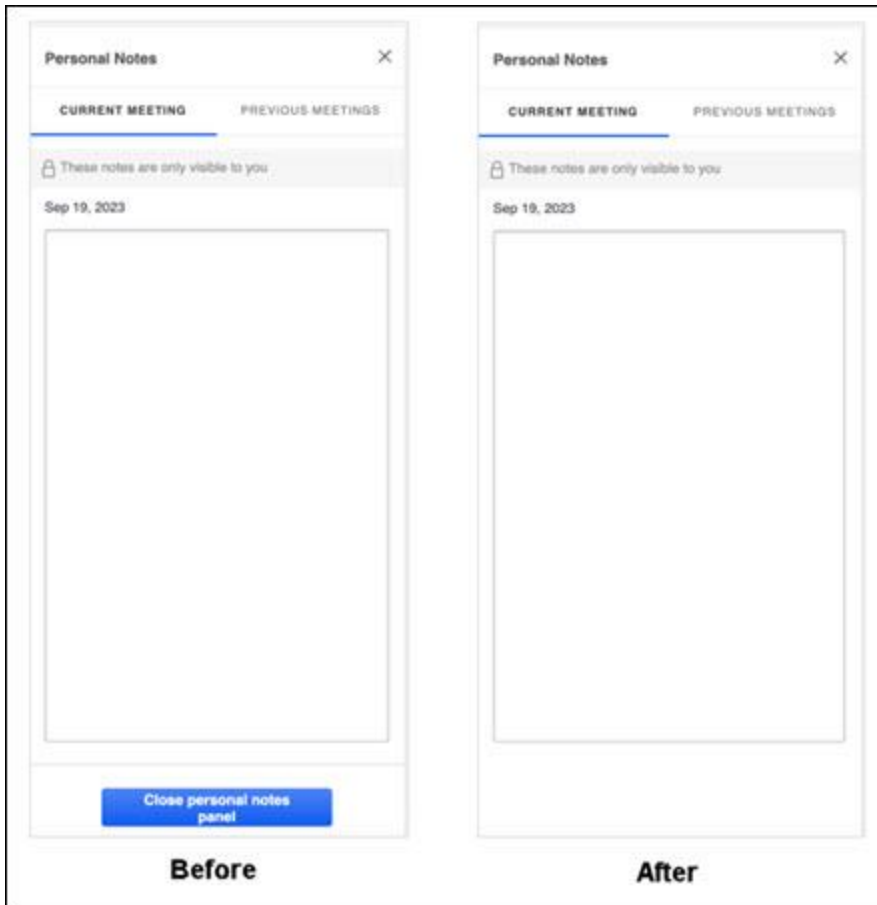 Personal Notes
CURRENT MEETING PREVIOUS MEETINGS
These notes are only visible to you
Sep 19, 2023
Close personal notes
panel
Before
Personal Notes
CURRENT MEETING PREVIOUS MEETINGS
These notes are only visible to you
Sep 19, 2023
After